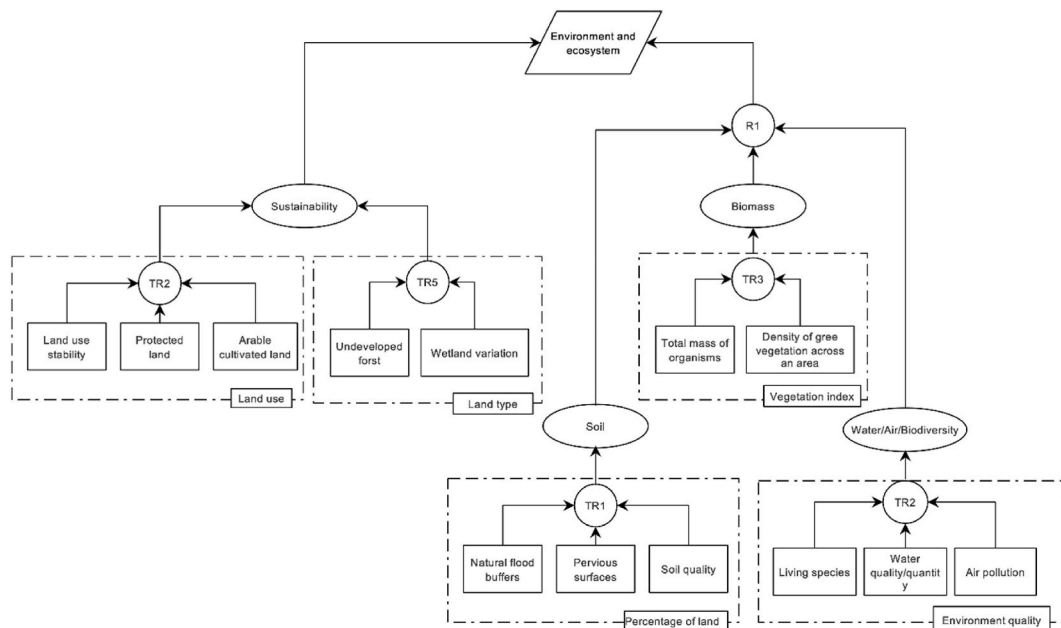 Environment and
ecosystem
R1
Sustainability
Biomass
TR2
TR5
TR3
Land use
stability
Protected
land
Arable
cultivated land
Undeveloped
forst
Wetland variation
Total mass of
organisms
Density of gree
vegetation across
an area
Land use
Land type
Vegetation index
Soil
Water/Air/Biodiversity
TR1
TR2
Natural flood
buffers
Pervious
surfaces
Soil quality
Living species
Water
quality/quantit
y
Air pollution
Percentage of land
Environment quality